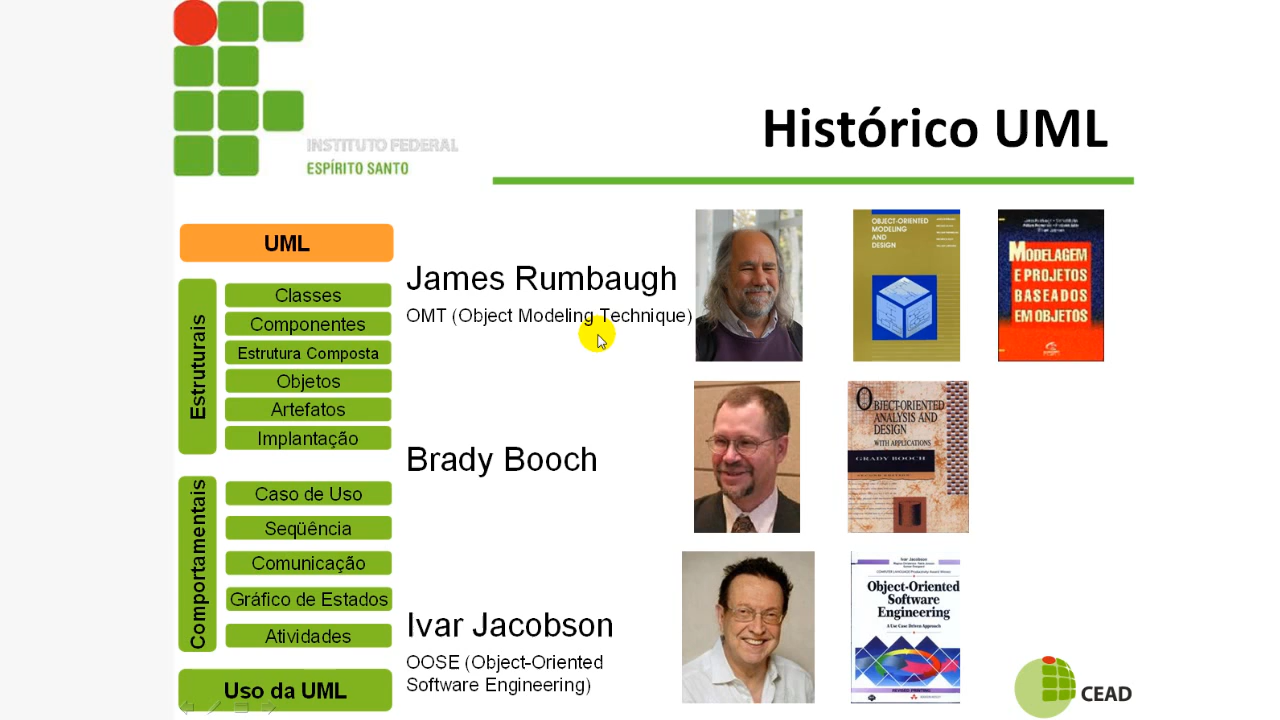 INSTITUTO FEDERAL
ESPÍRITO SANTO
Histórico UML
UML
Estruturais
Classes
Componentes
Estrutura Composta
Objetos
Artefatos
Implantação
Comportamentais
Caso de Uso
Seqüência
Comunicação
Gráfico de Estados
Atividades
Uso da UML
James Rumbaugh
OMT (Object Modeling Technique)
OBJECT-ORIENTED
MODELING
AND
DESIGN
MODELAGEM
E PROJETOS
BASEADOS
EM OBJETOS
Brady Booch
OBJECT-ORIENTED
ANALYSIS AND
DESIGN
WITH APPLICATIONS
GRADY BOOCH
Ivar Jacobson
OOSE (Object-Oriented
Software Engineering)
Ivar Jacobson
Object-Oriented
Software
Engineering
A Use Case Driven Approach
CEAD